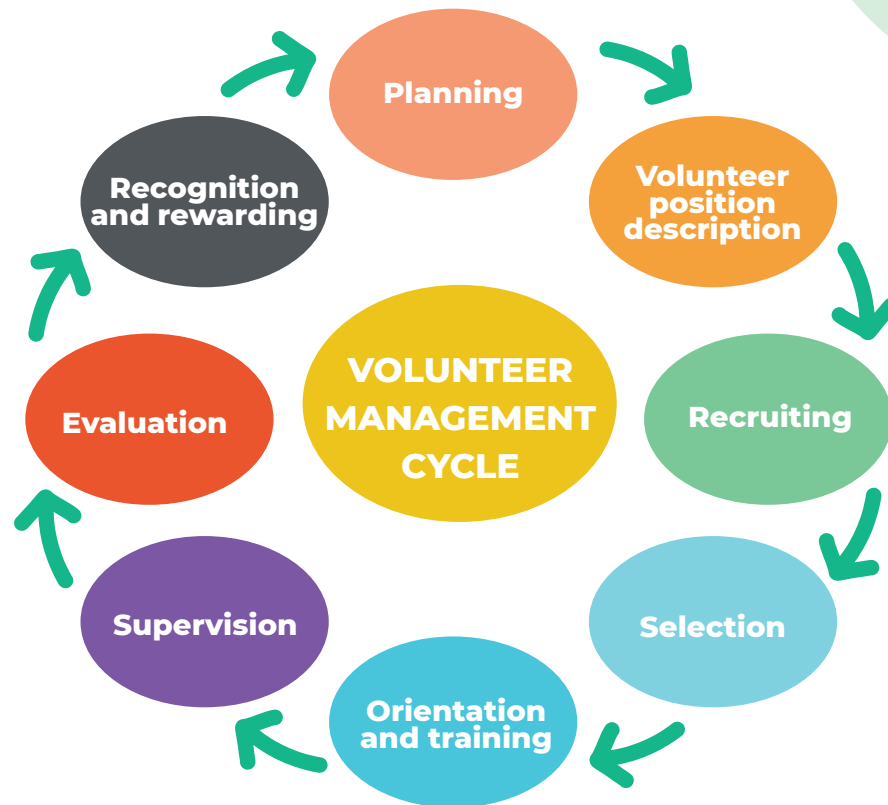 Planning
Volunteer
position
description
Recruiting
Selection
Orientation
and training
Supervision
Evaluation
Recognition
and rewarding
VOLUNTEER
MANAGEMENT
CYCLE